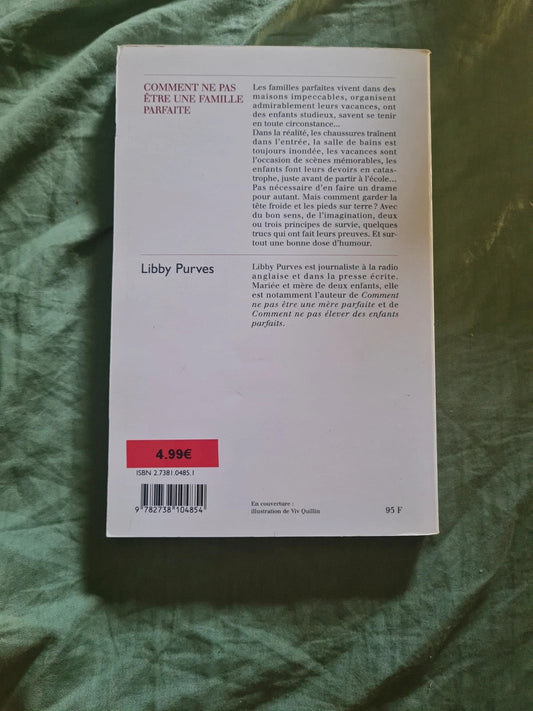 COMMENT NE PAS
ÊTRE UNE FAMILLE
PARFAITE
Les familles parfaites vivent dans des
maisons impeccables, organisent
admirablement leurs vacances, ont
des enfants studieux, savent se tenir
en toute circonstance...
Dans la réalité, les chaussures traînent
dans l'entrée, la salle de bains est
toujours inondée, les vacances sont
l'occasion de scènes mémorables, les
enfants font leurs devoirs en catas-
trophe, juste avant de partir à l'école...
Pas nécessaire d'en faire un drame
pour autant. Mais comment garder la
tête froide et les pieds sur terre ? Avec
du bon sens, de l'imagination, deux
ou trois principes de survie, quelques
trucs qui ont fait leurs preuves. Et sur-
tout une bonne dose d'humour.
Libby Purves
Libby Purves est journaliste à la radio
anglaise et dans la presse écrite.
Mariée et mère de deux enfants, elle
est notamment l'auteur de Comment
ne pas être une mère parfaite et de
Comment ne pas élever des enfants
parfaits.
4.99€
ISBN 2.7381.0485.1
9 782738 104854
En couverture :
illustration de Viv Quillin
95 F